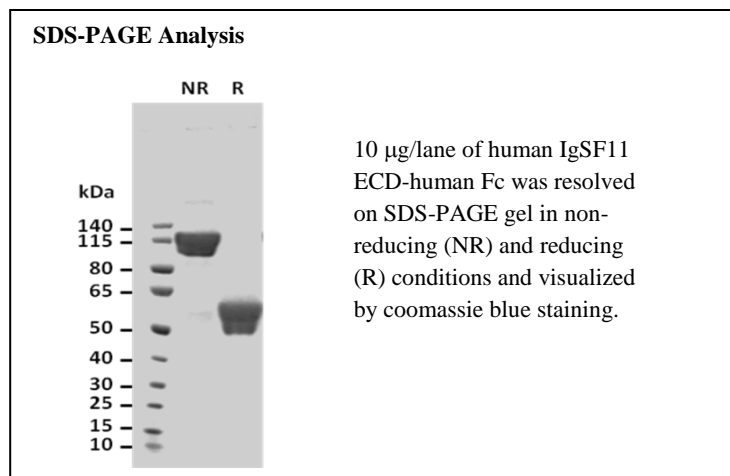 SDS-PAGE Analysis
NR R
kDa
140
115
80
65
50
40
30
25
15
10
10 μg/lane of human IgSF11
ECD-human Fc was resolved
on SDS-PAGE gel in non-
reducing (NR) and reducing
(R) conditions and visualized
by coomassie blue staining.